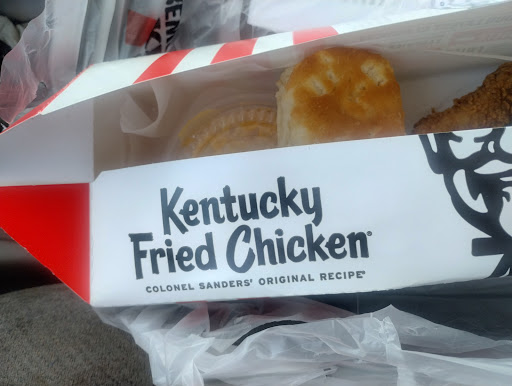 Kentucky
Fried Chicken®
COLONEL SANDERS' ORIGINAL RECIPE®